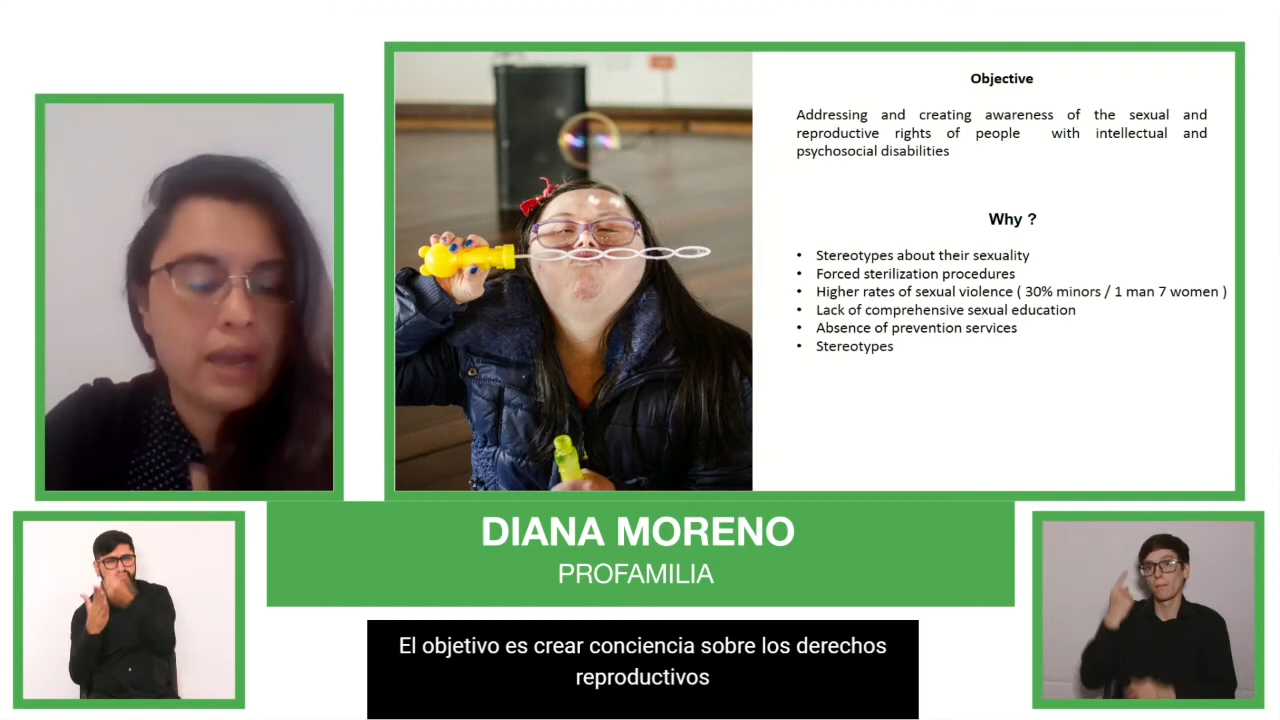 Objective
Addressing and creating awareness of the sexual and
reproductive rights of people with intellectual and
psychosocial disabilities
Why ?
• Stereotypes about their sexuality
• Forced sterilization procedures
• Higher rates of sexual violence ( 30% minors / 1 man 7 women )
• Lack of comprehensive sexual education
• Absence of prevention services
• Stereotypes
DIANA MORENO
PROFAMILIA
El objetivo es crear conciencia sobre los derechos
reproductivos